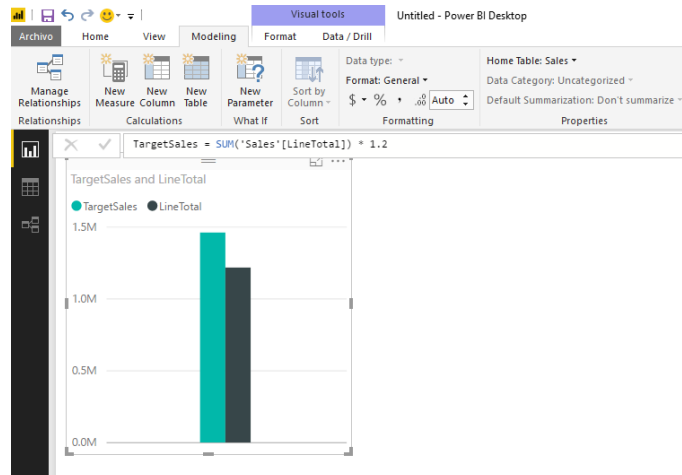 Visual tools
Untitled - Power BI Desktop
Archivo Home View Modeling Format Data / Drill
Manage Relationships
New Measure
New Column
New Table
New Parameter
Sort by Column
Data type:
Format: General
$ % , .00 Auto
Home Table: Sales
Data Category: Uncategorized
Default Summarization: Don't summarize
Relationships Calculations What If Sort Formatting Properties
TargetSales = SUM('Sales'[LineTotal]) * 1.2
TargetSales and LineTotal
TargetSales LineTotal
1.5M
1.0M
0.5M
0.0M